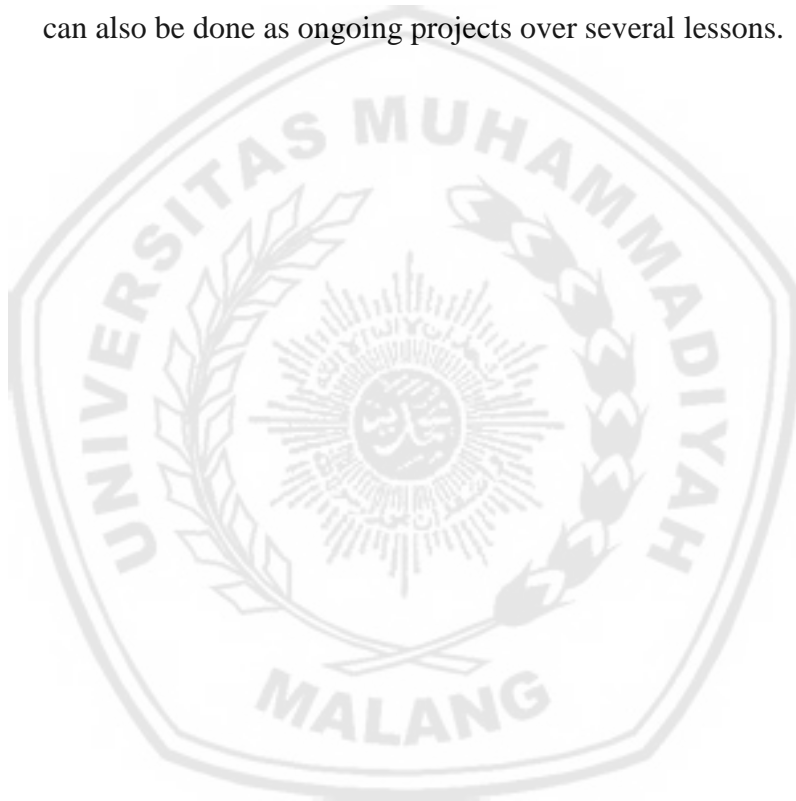 can also be done as ongoing projects over several lessons.
UNIVERSITAS MUHAMMADIYAH
MALANG